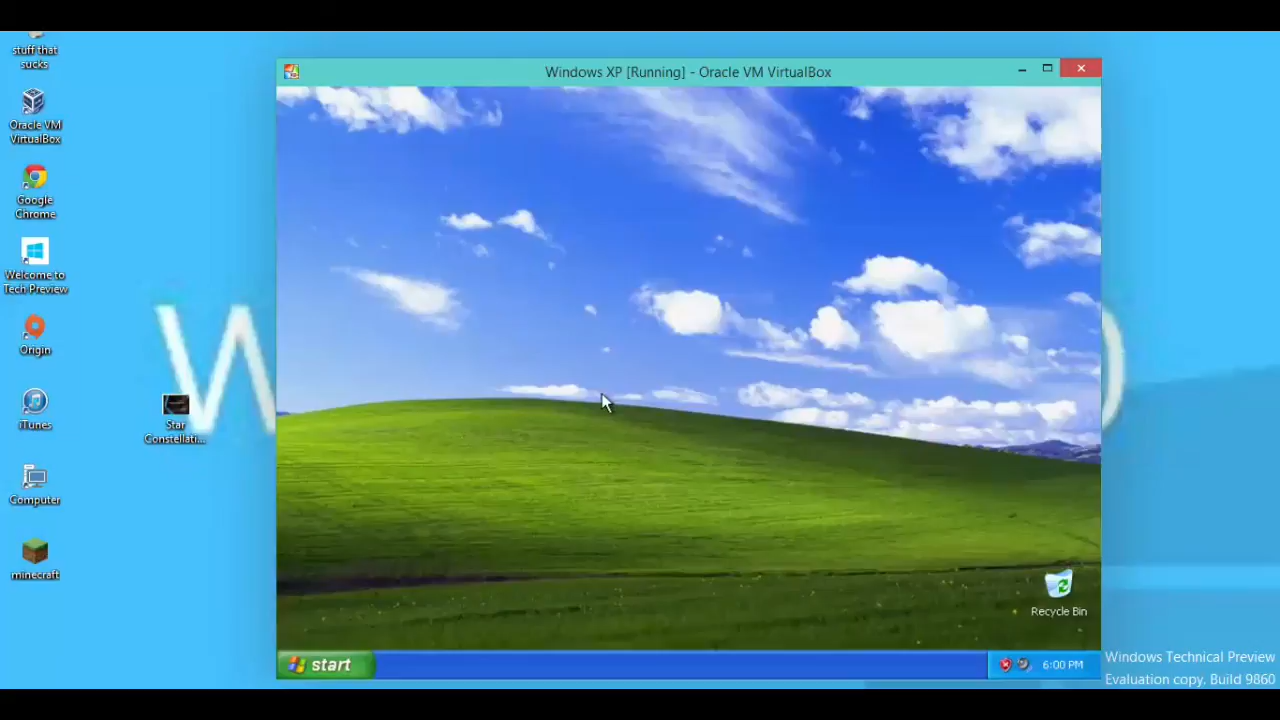 stuff that
sucks
Oracle VM
VirtualBox
Google
Chrome
Welcome to
Tech Preview
Origin
iTunes
Computer
minecraft
Star
Constellati...
W
Windows XP [Running] - Oracle VM VirtualBox
Recycle Bin
start
6:00 PM
Windows Technical Preview
Evaluation copy. Build 9860